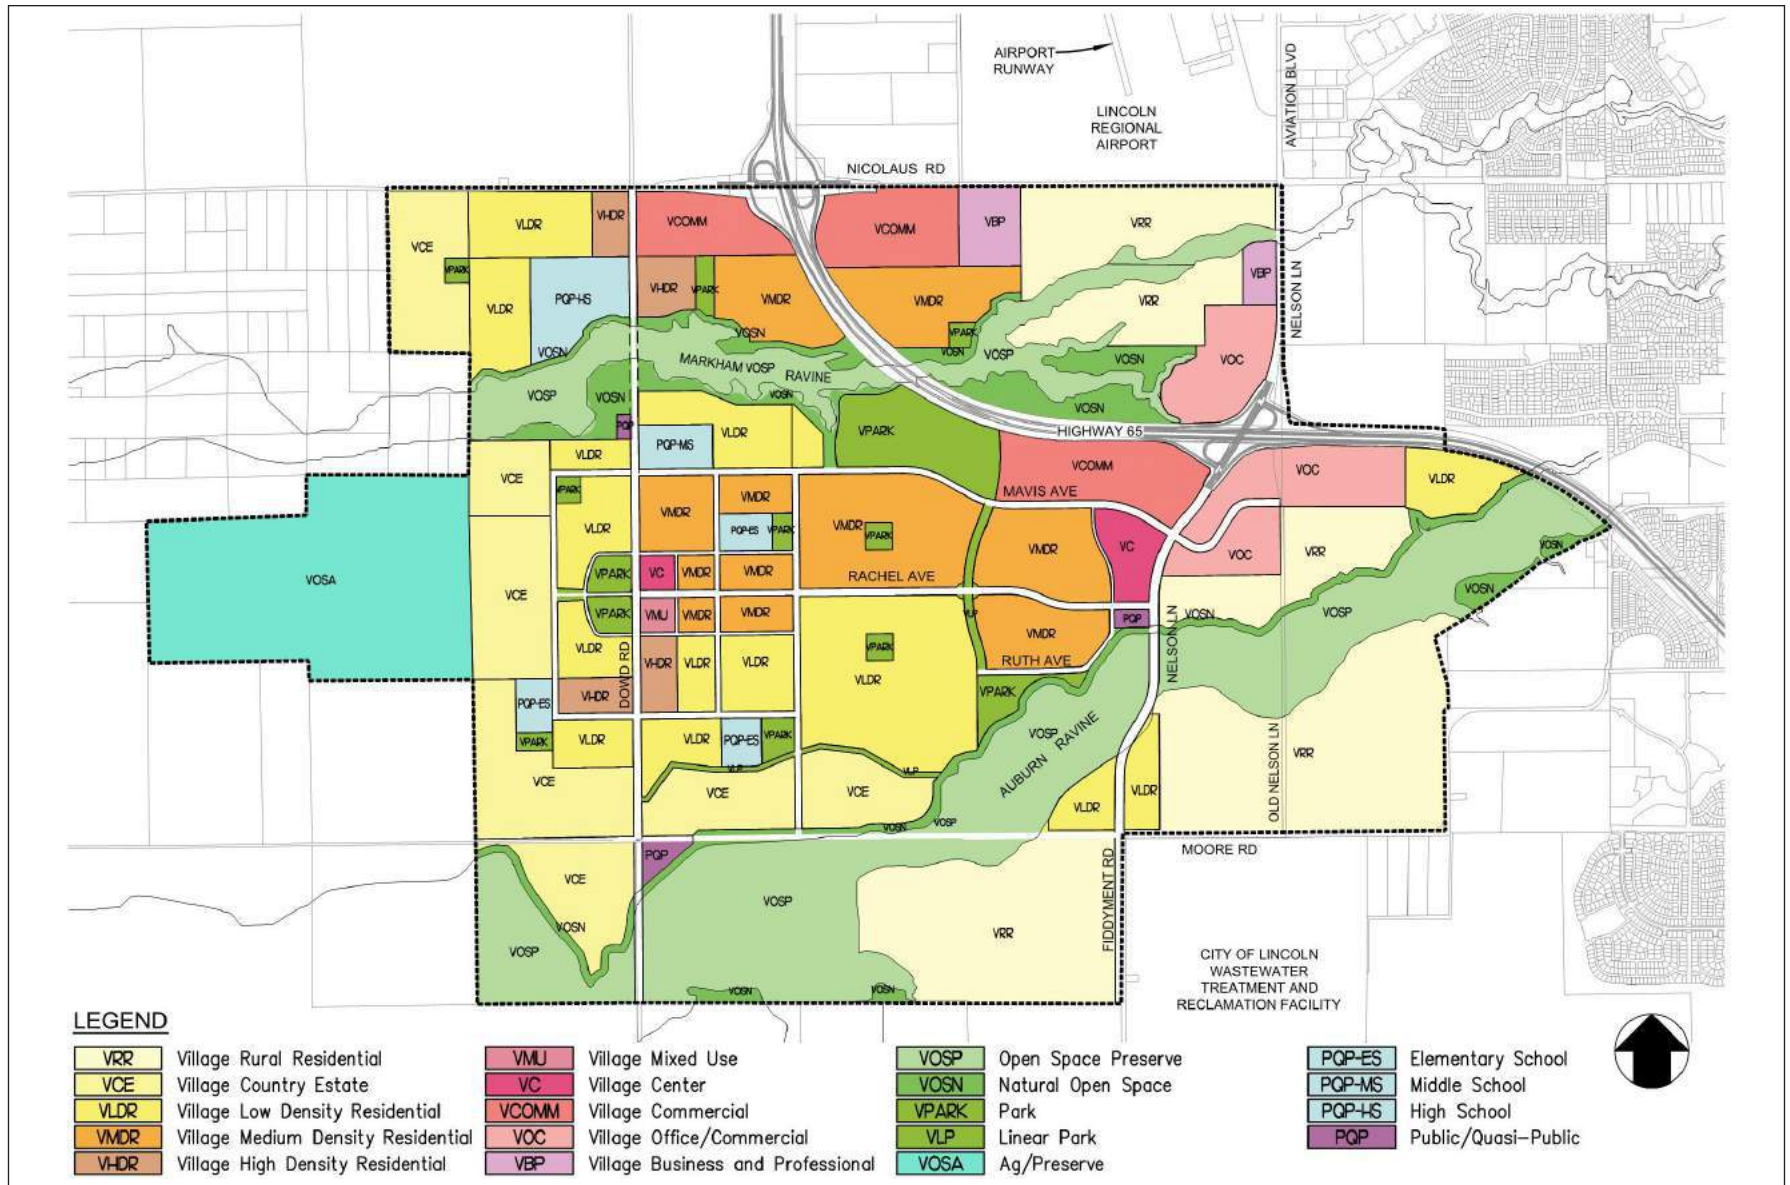 AIRPORT
RUNWAY
LINCOLN
REGIONAL
AIRPORT
AVIATION BLVD
NICOLAUS RD
VCE
VLDR
VHDR
VCOMM
VCOMM
VBP
VRR
VPARK
VLDR
PQP-HS
VHDR
VPARK
VMDR
VMDR
VBP
VRR
NELSON LN
VOSN
VOSN
VPARK
VOSN
VOSP
VOSN
VOC
MARKHAM VOSP RAVINE
VOSP
VOSN
VOSN
VOSN
PQP
PQP-MS
VLDR
VPARK
HIGHWAY 65
VLDR
VCE
VCOMM
VOC
VLDR
MAVIS AVE
VPARK
VLDR
VMDR
VMDR
PQP-ES
VPARK
VMDR
VPARK
VMDR
VC
VOC
VRR
VOSN
VOSA
VCE
VPARK
VC
VMDR
VMDR
RACHEL AVE
VOSN
VPARK
VMU
VMDR
VMDR
VLP
PQP
VOSN
VOSP
VLDR
DOWD RD
VHDR
VLDR
VLDR
VPARK
VLDR
VMDR
RUTH AVE
NELSON LN
PQP-ES
VHDR
VPARK
VPARK
VLDR
VLDR
PQP-ES
VPARK
VOSP
AUBURN RAVINE
VRR
OLD NELSON LN
VCE
VLP
VLP
VCE
VCE
VLDR
VLDR
VOSN
VOSP
MOORE RD
PQP
VCE
VOSN
VOSP
VOSP
VRR
FIDDYMENT RD
VOSN
VOSN
CITY OF LINCOLN
WASTEWATER
TREATMENT AND
RECLAMATION FACILITY
LEGEND
VRR Village Rural Residential
VCE Village Country Estate
VLDR Village Low Density Residential
VMDR Village Medium Density Residential
VHDR Village High Density Residential
VMU Village Mixed Use
VC Village Center
VCOMM Village Commercial
VOC Village Office/Commercial
VBP Village Business and Professional
VOSP Open Space Preserve
VOSN Natural Open Space
VPARK Park
VLP Linear Park
VOSA Ag/Preserve
PQP-ES Elementary School
PQP-MS Middle School
PQP-HS High School
PQP Public/Quasi-Public